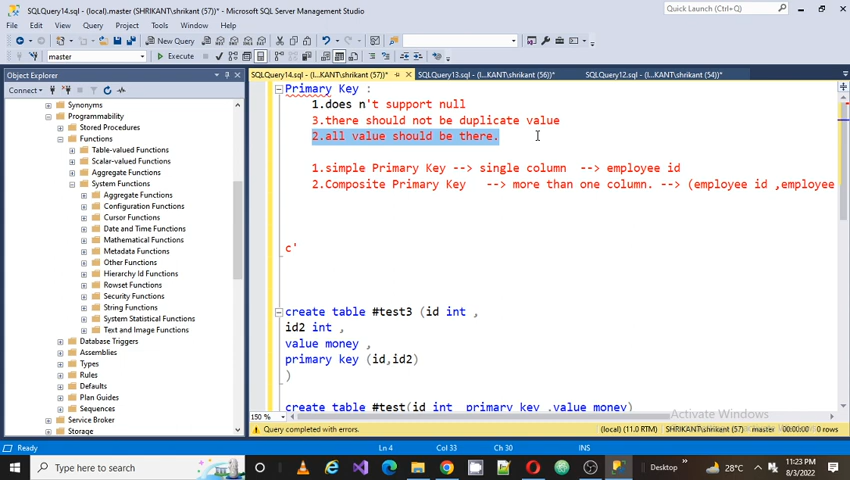 SQLQuery14.sql - (local).master (SHRIKANT\shrikant (57))* - Microsoft SQL Server Management Studio
Quick Launch (Ctrl+Q)
File Edit View Query Project Tools Window Help
New Query
master
Execute
Object Explorer
Connect
Synonyms
Programmability
Stored Procedures
Functions
Table-valued Functions
Scalar-valued Functions
Aggregate Functions
System Functions
Aggregate Functions
Configuration Functions
Cursor Functions
Date and Time Functions
Mathematical Functions
Metadata Functions
Other Functions
Hierarchy Id Functions
Rowset Functions
Security Functions
String Functions
System Statistical Functions
Text and Image Functions
Database Triggers
Assemblies
Types
Rules
Defaults
Plan Guides
Sequences
Service Broker
Storage
SQLQuery14.sql - (l...KANT\shrikant (57))*
SQLQuery13.sql - (l...KANT\shrikant (56))*
SQLQuery12.sql - (l...KANT\shrikant (54))*
Primary Key :
1.does n't support null
3.there should not be duplicate value
2.all value should be there.
1.simple Primary Key --> single column --> employee id
2.Composite Primary Key --> more than one column. --> (employee id ,employee
c'
create table #test3 (id int ,
id2 int ,
value money ,
primary key (id,id2)
)
create table #test(id int primary key ,value money)
150 %
Activate Windows
Query completed with errors.
(local) (11.0 RTM) SHRIKANT\shrikant (57) master 00:00:00 0 rows
Ready
Ln 4 Col 33 Ch 30 INS
Type here to search
Desktop
28°C
11:23 PM
8/3/2022